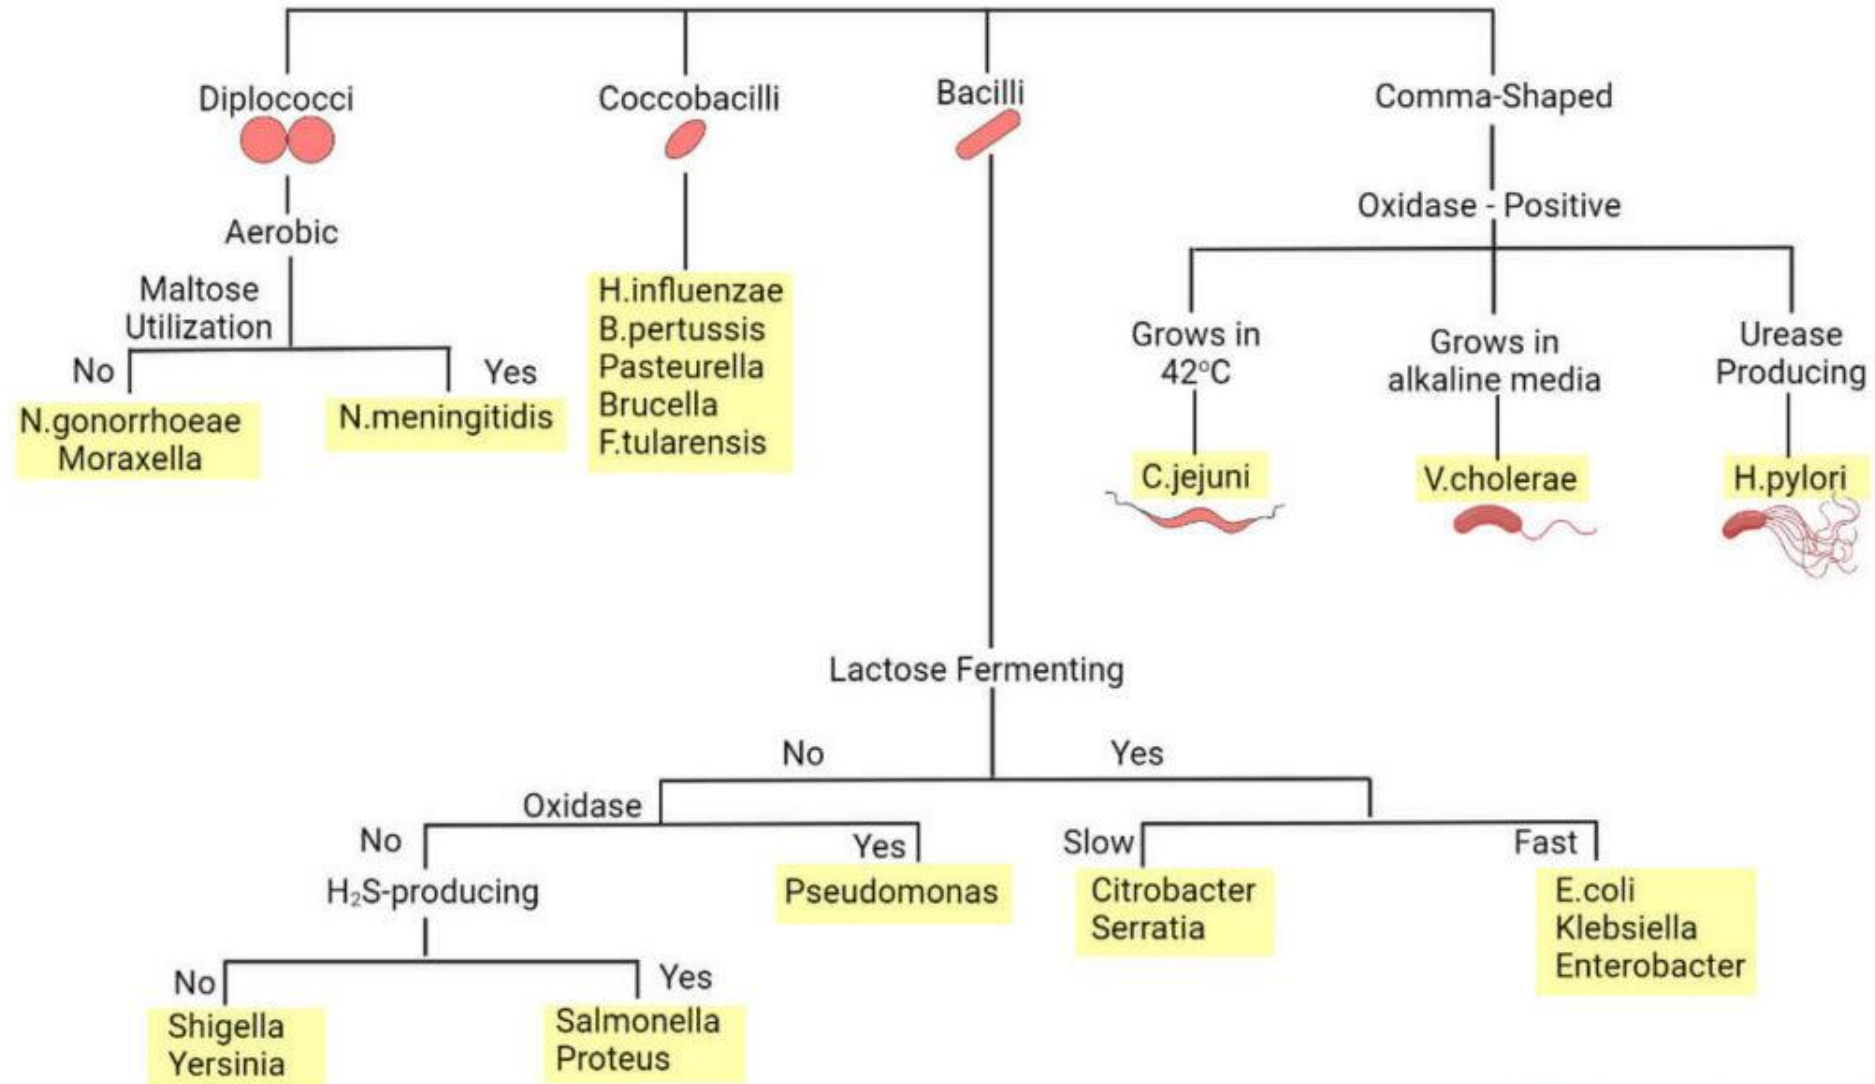 Diplococci
Coccobacilli
Bacilli
Comma-Shaped
Aerobic
Oxidase - Positive
Maltose
Utilization
No
Yes
N.gonorrhoeae
Moraxella
N.meningitidis
H.influenzae
B.pertussis
Pasteurella
Brucella
F.tularensis
Grows in
42°C
Grows in
alkaline media
Urease
Producing
C.jejuni
V.cholerae
H.pylori
Lactose Fermenting
No
Yes
Oxidase
No
Yes
Slow
Fast
H₂S-producing
Pseudomonas
Citrobacter
Serratia
E.coli
Klebsiella
Enterobacter
No
Yes
Shigella
Yersinia
Salmonella
Proteus